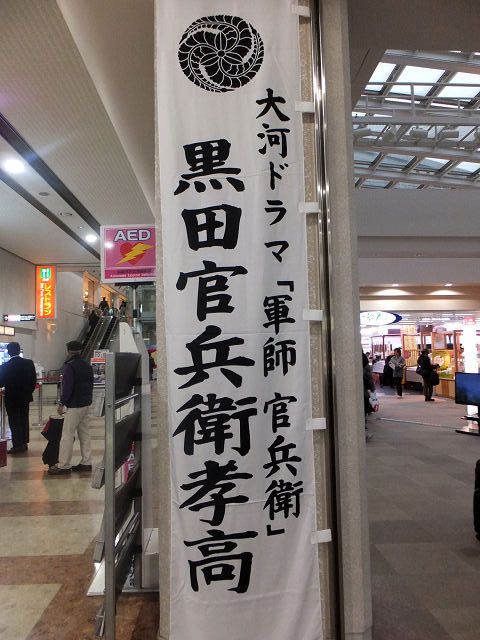 大河ドラマ「軍師 官兵衛」
黒田官兵衛孝高
AED
レストラン